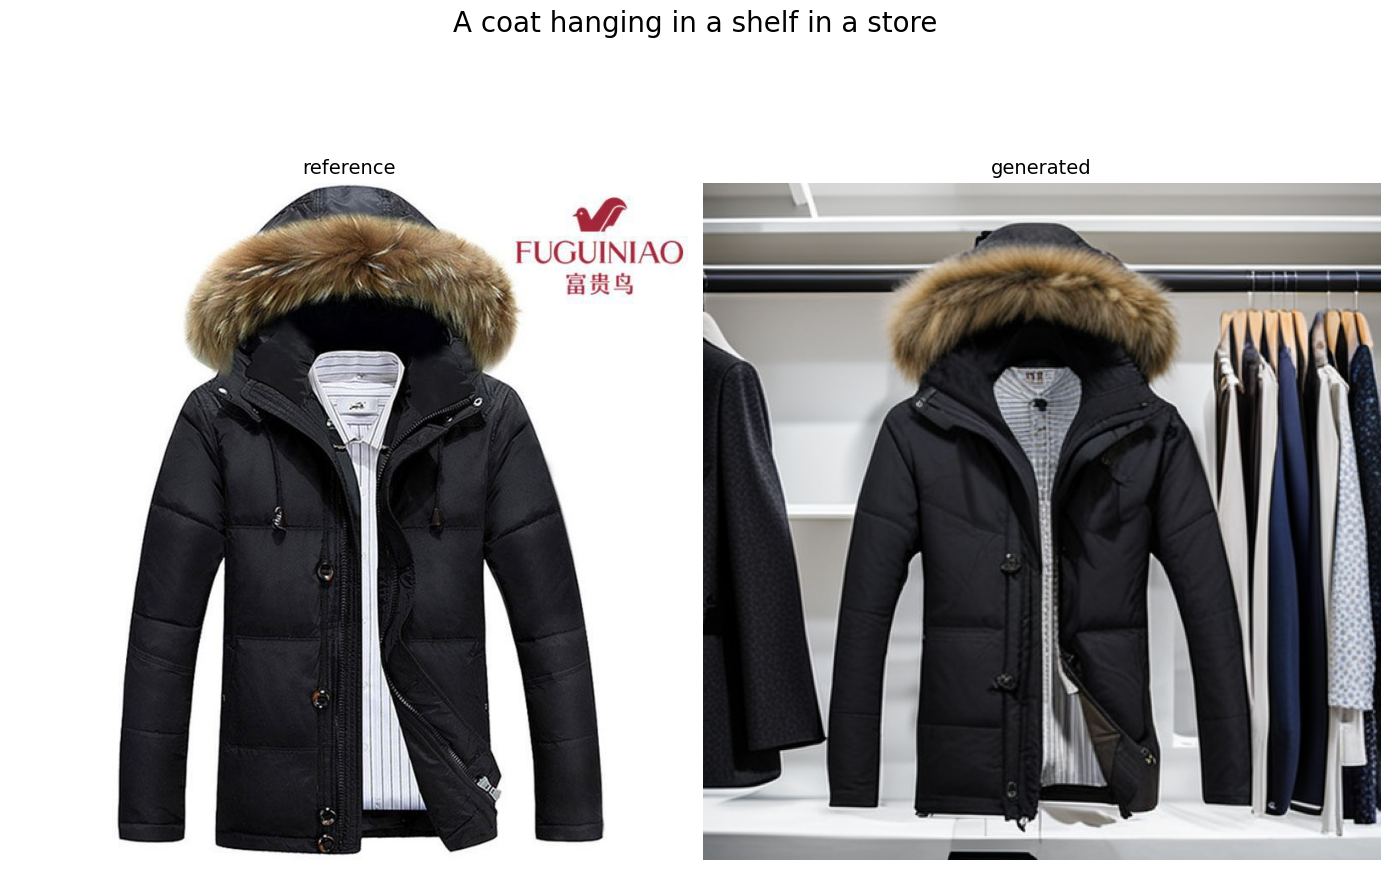 A coat hanging in a shelf in a store
reference
generated
FUGUINIAO
富贵鸟